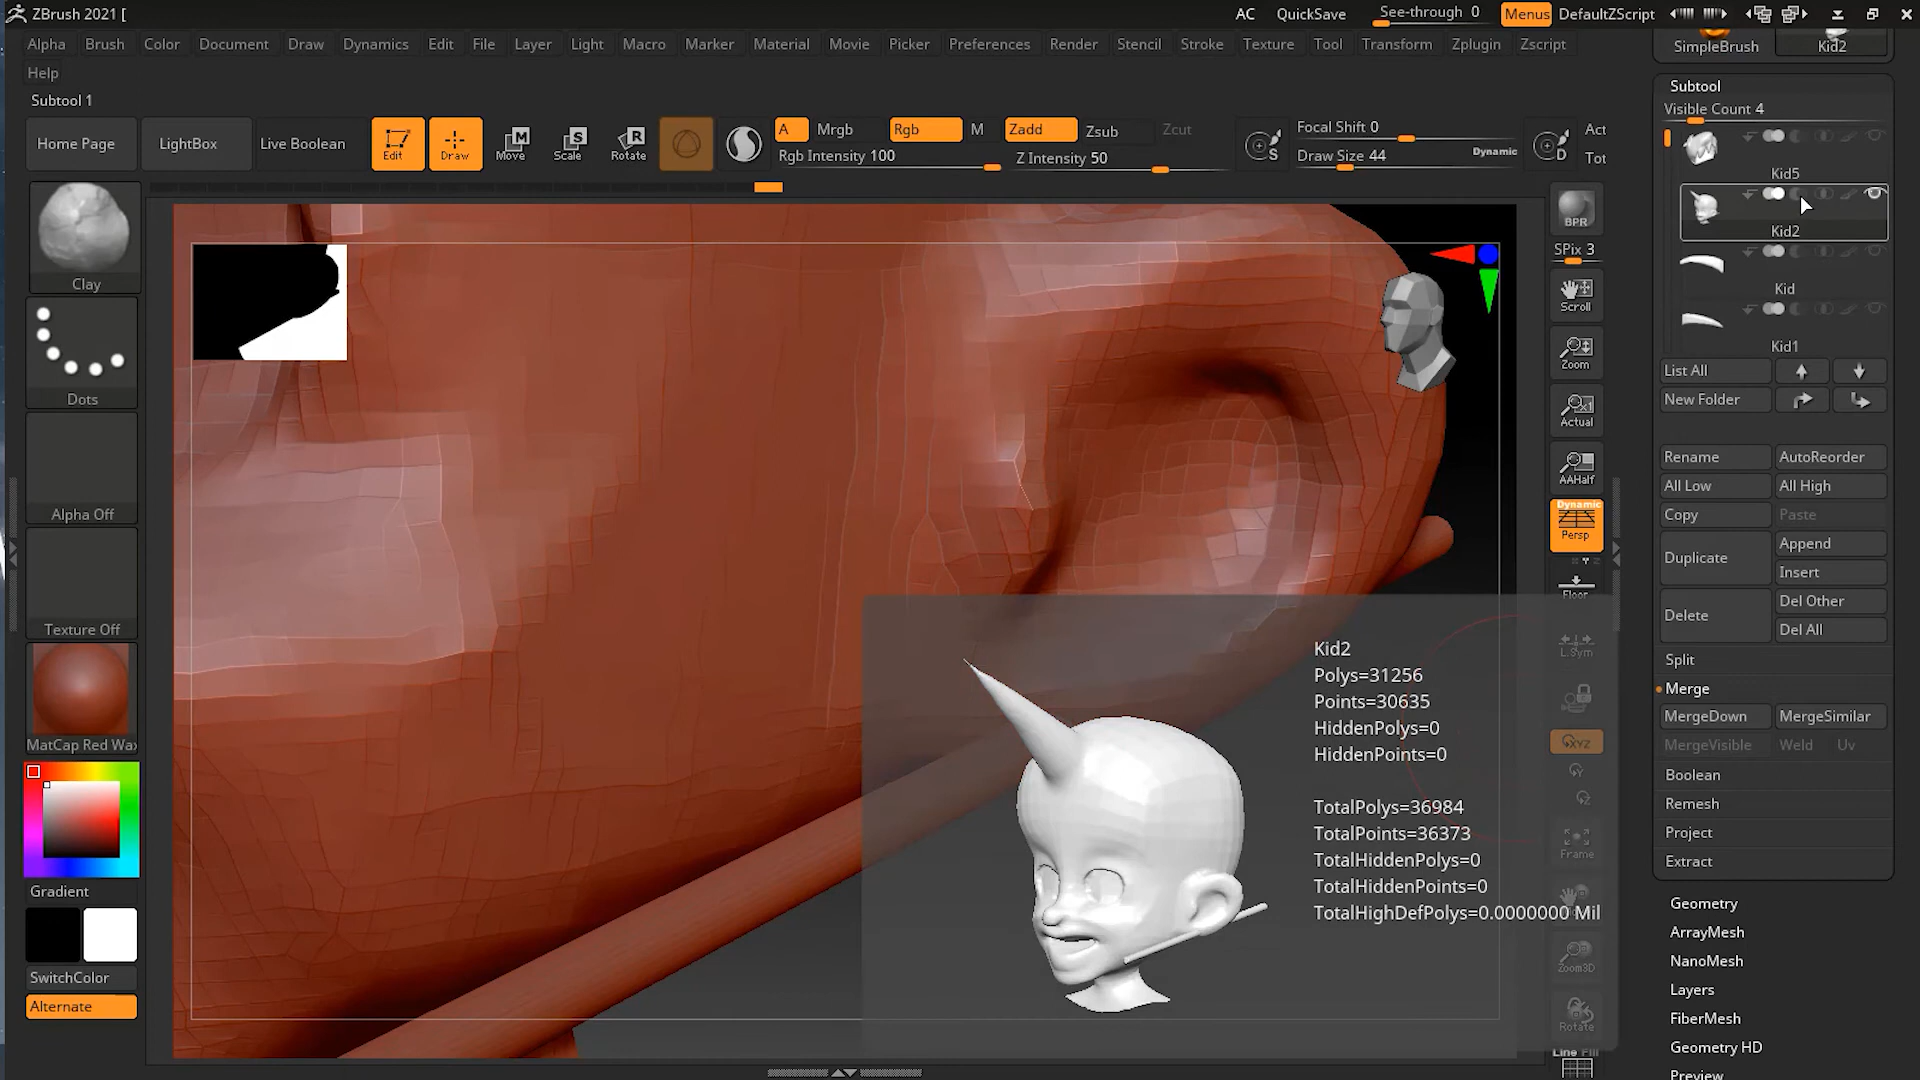 ZBrush 2021 [
AC QuickSave See-through 0 Menus DefaultZScript
Alpha Brush Color Document Draw Dynamics Edit File Layer Light Macro Marker Material Movie Picker Preferences Render Stencil Stroke Texture Tool Transform Zplugin Zscript
Help
SimpleBrush Kid2
Subtool 1
Home Page
LightBox
Live Boolean
Edit
Draw
Move
Scale
Rotate
A Mrgb Rgb M Zadd Zsub Zcut
Rgb Intensity 100 Z Intensity 50
Focal Shift 0
Draw Size 44 Dynamic
S
D
Act
Tot
Clay
Dots
Alpha Off
Texture Off
MatCap Red Wax
Gradient
SwitchColor
Alternate
BPR
SPix 3
Scroll
Zoom
Actual
AAHalf
Dynamic
Persp
Floor
L.Sym
XYZ
Frame
Zoom3D
Rotate
Line Fill
Kid2
Polys=31256
Points=30635
HiddenPolys=0
HiddenPoints=0
TotalPolys=36984
TotalPoints=36373
TotalHiddenPolys=0
TotalHiddenPoints=0
TotalHighDefPolys=0.0000000 Mil
Subtool
Visible Count 4
Kid5
Kid2
Kid
Kid1
List All
New Folder
Rename AutoReorder
All Low All High
Copy Paste
Duplicate Append
Insert
Delete Del Other
Del All
Split
Merge
MergeDown MergeSimilar
MergeVisible Weld Uv
Boolean
Remesh
Project
Extract
Geometry
ArrayMesh
NanoMesh
Layers
FiberMesh
Geometry HD
Preview